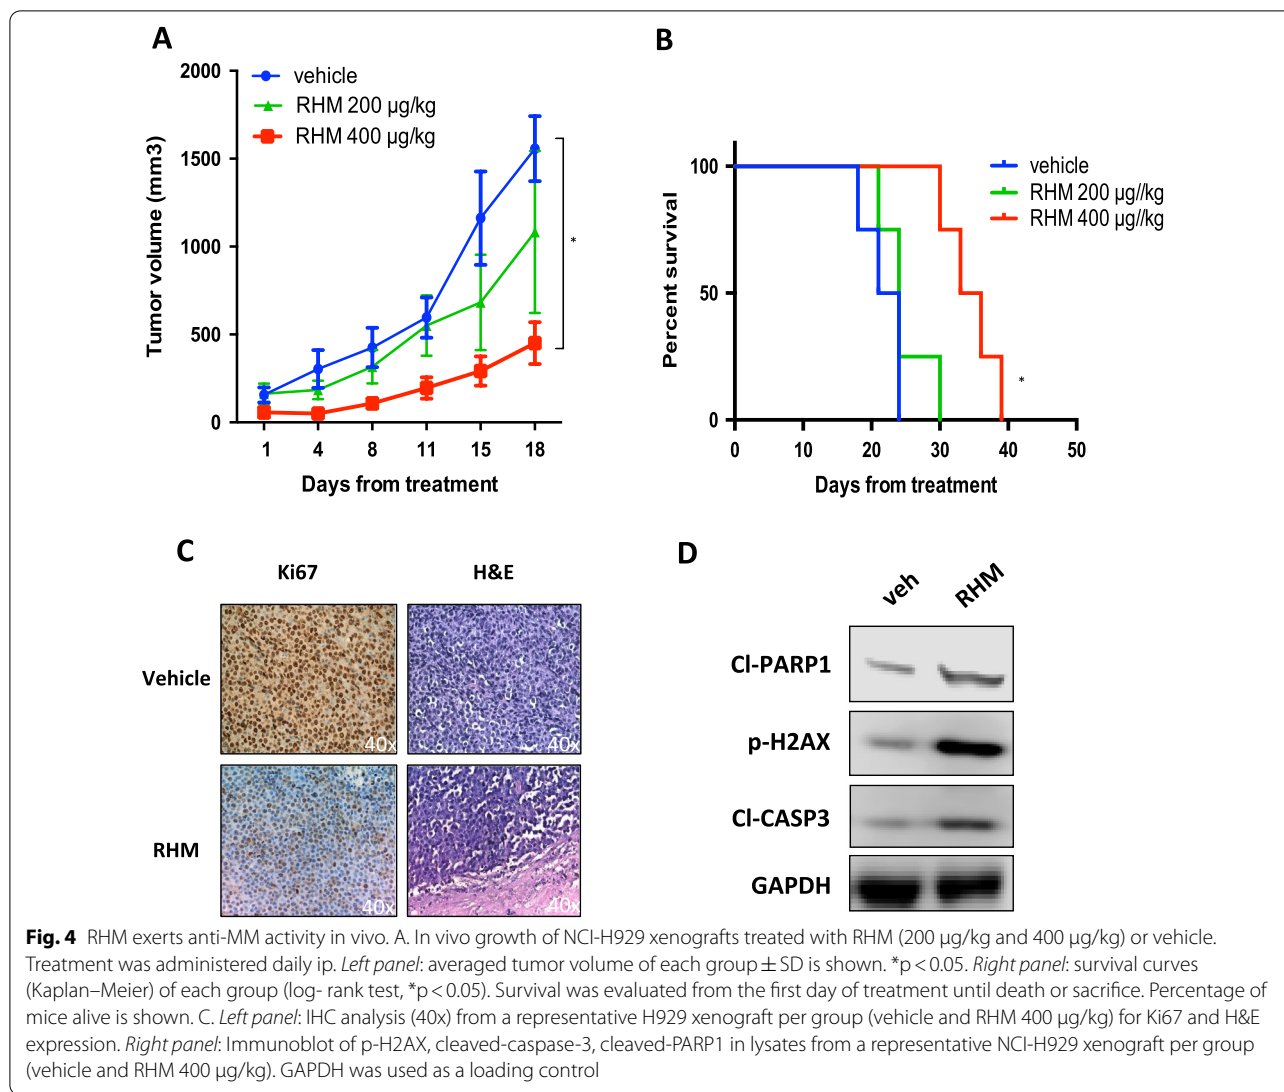 A
2000
1500
1000
500
0
Tumor volume (mm3)
vehicle
RHM 200 µg/kg
RHM 400 µg/kg
*
1 4 8 11 15 18
Days from treatment
B
100
50
0
Percent survival
vehicle
RHM 200 µg//kg
RHM 400 µg//kg
*
0 10 20 30 40 50
Days from treatment
C
Ki67 H&E
Vehicle
40x 40x
RHM
40x 40x
D
veh RHM
Cl-PARP1
p-H2AX
Cl-CASP3
GAPDH
Fig. 4 RHM exerts anti-MM activity in vivo. A. In vivo growth of NCI-H929 xenografts treated with RHM (200 µg/kg and 400 µg/kg) or vehicle.
Treatment was administered daily ip. Left panel: averaged tumor volume of each group ± SD is shown. *p < 0.05. Right panel: survival curves
(Kaplan–Meier) of each group (log- rank test, *p < 0.05). Survival was evaluated from the first day of treatment until death or sacrifice. Percentage of
mice alive is shown. C. Left panel: IHC analysis (40x) from a representative H929 xenograft per group (vehicle and RHM 400 µg/kg) for Ki67 and H&E
expression. Right panel: Immunoblot of p-H2AX, cleaved-caspase-3, cleaved-PARP1 in lysates from a representative NCI-H929 xenograft per group
(vehicle and RHM 400 µg/kg). GAPDH was used as a loading control